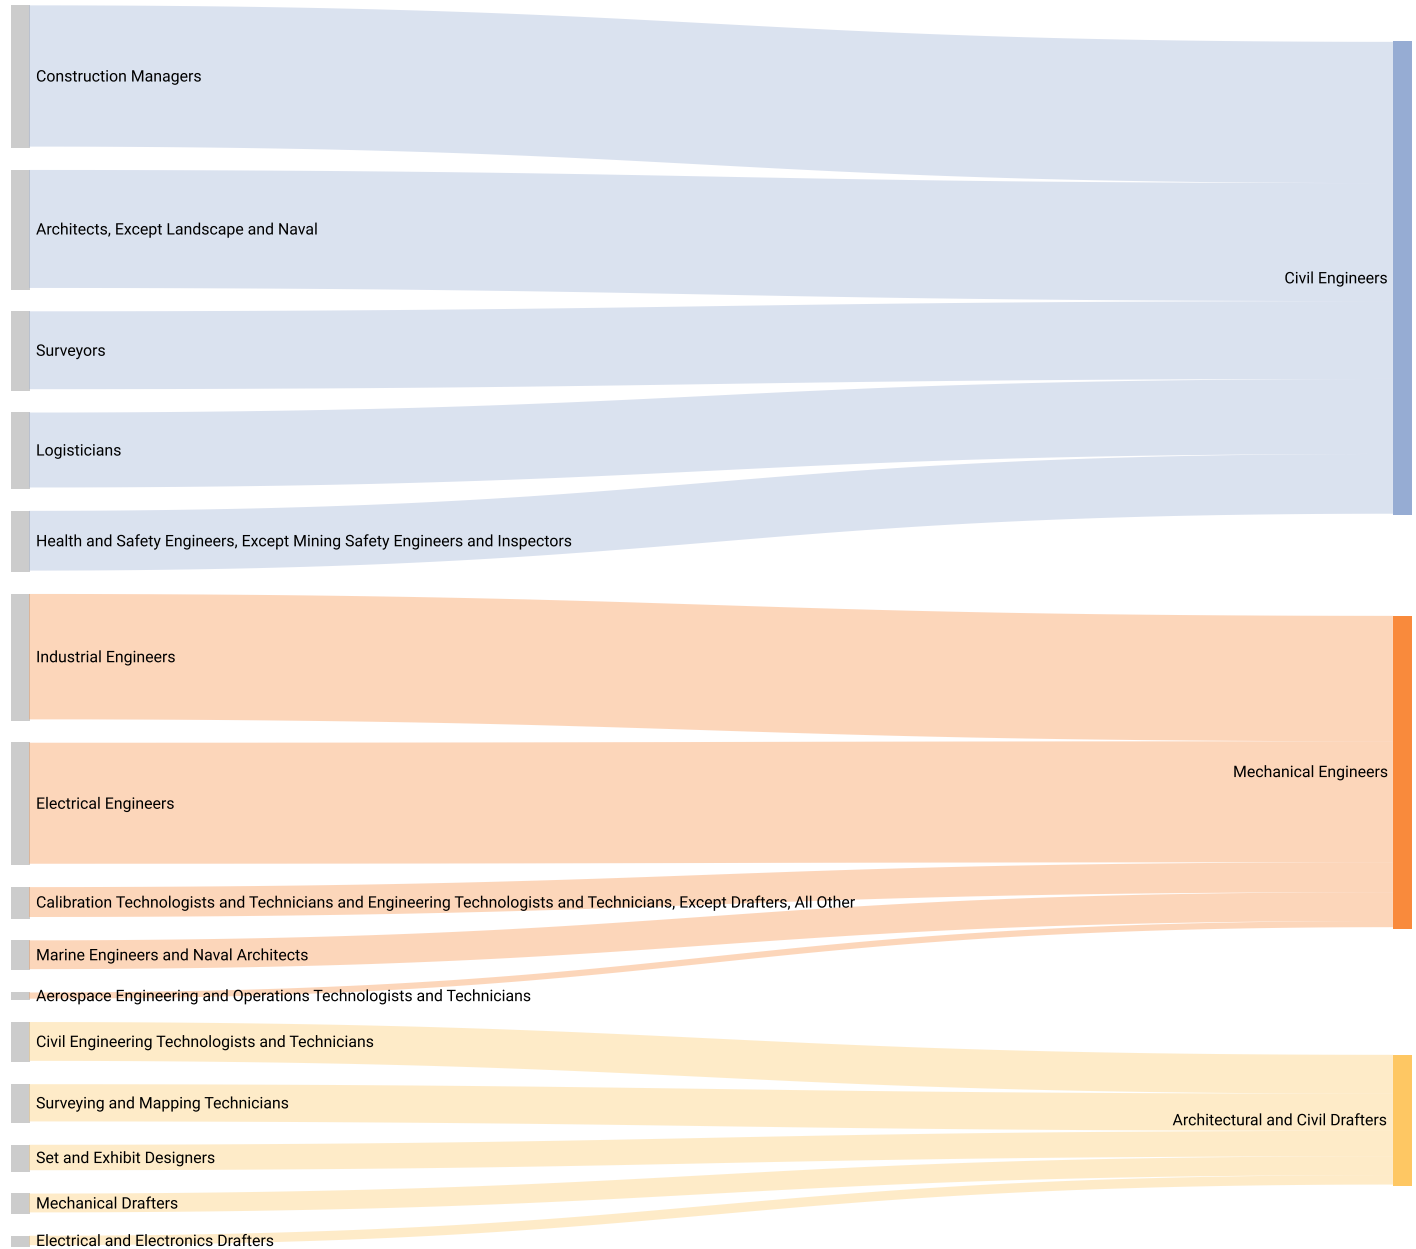 Construction Managers
Architects, Except Landscape and Naval
Civil Engineers
Surveyors
Logisticians
Health and Safety Engineers, Except Mining Safety Engineers and Inspectors
Industrial Engineers
Mechanical Engineers
Electrical Engineers
Calibration Technologists and Technicians and Engineering Technologists and Technicians, Except Drafters, All Other
Marine Engineers and Naval Architects
Aerospace Engineering and Operations Technologists and Technicians
Civil Engineering Technologists and Technicians
Surveying and Mapping Technicians
Architectural and Civil Drafters
Set and Exhibit Designers
Mechanical Drafters
Electrical and Electronics Drafters